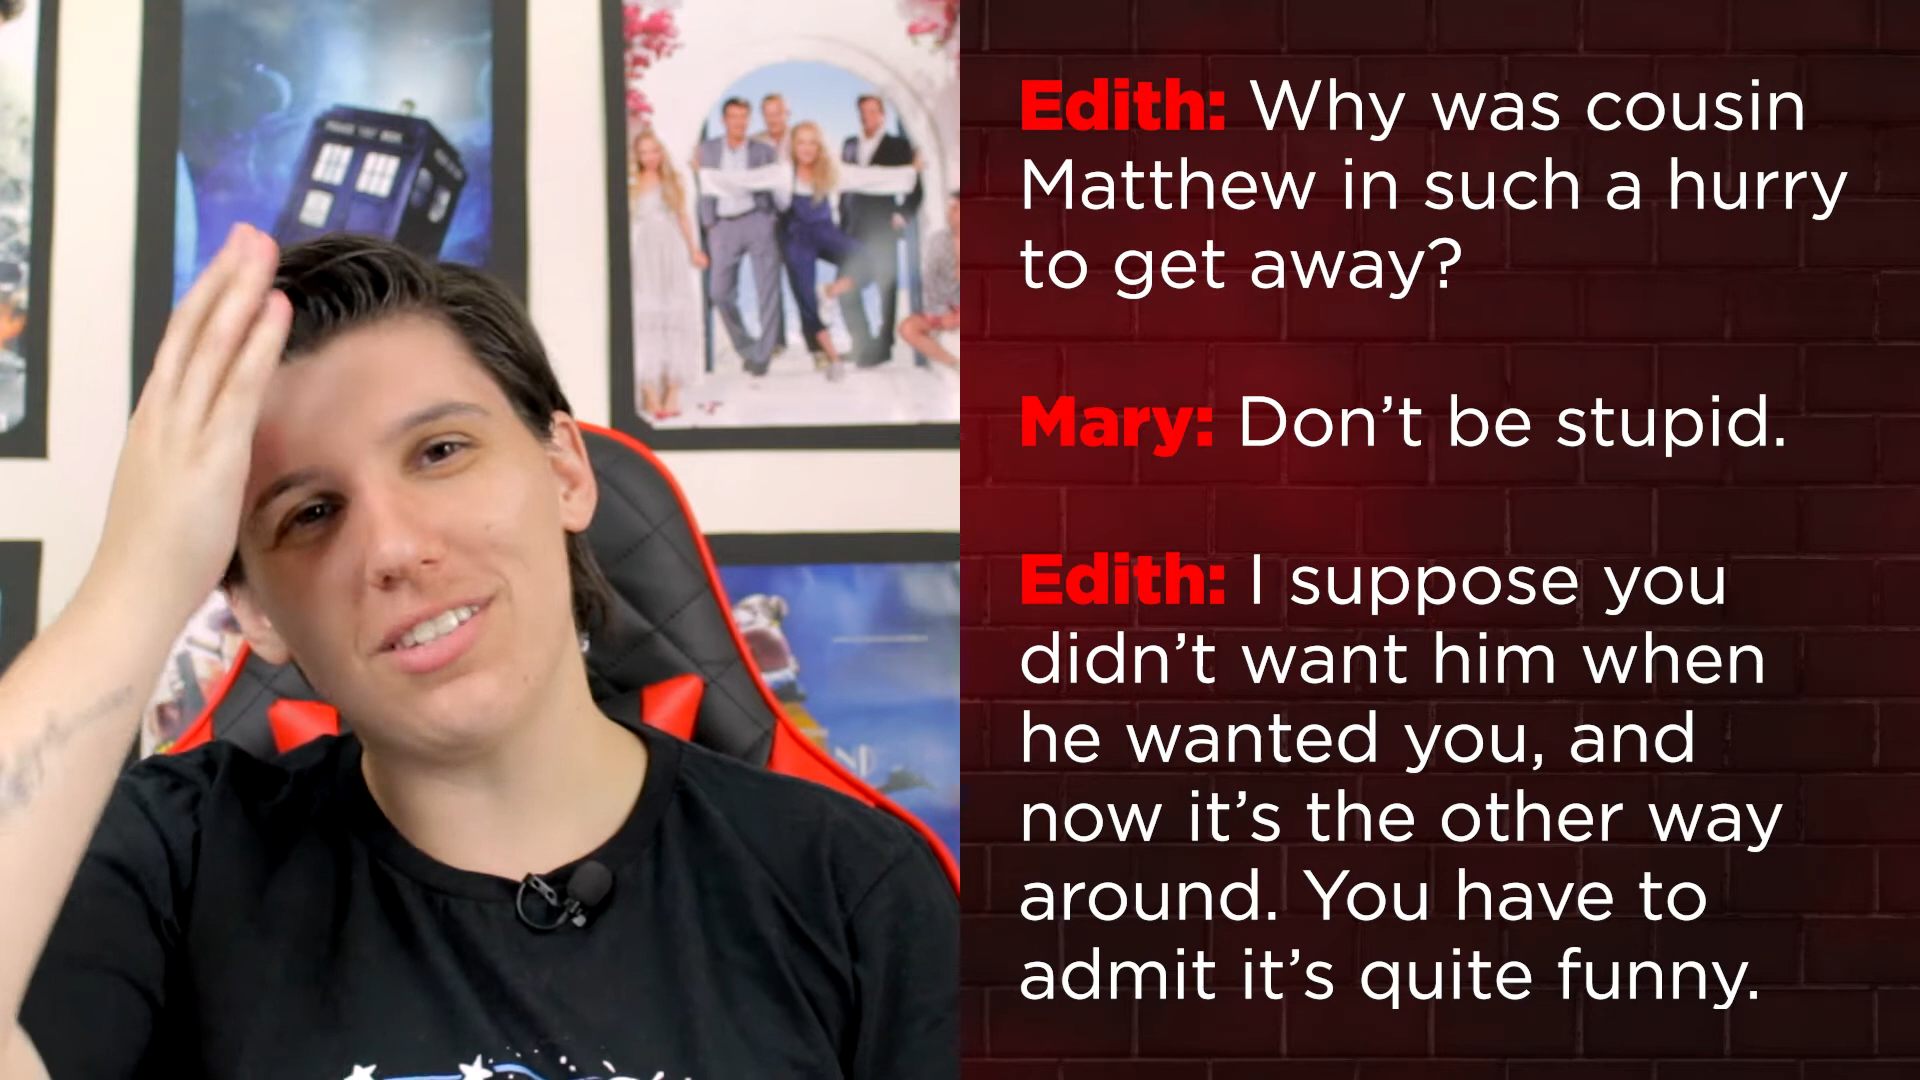 Edith: Why was cousin
Matthew in such a hurry
to get away?
Mary: Don’t be stupid.
Edith: I suppose you
didn’t want him when
he wanted you, and
now it’s the other way
around. You have to
admit it’s quite funny.